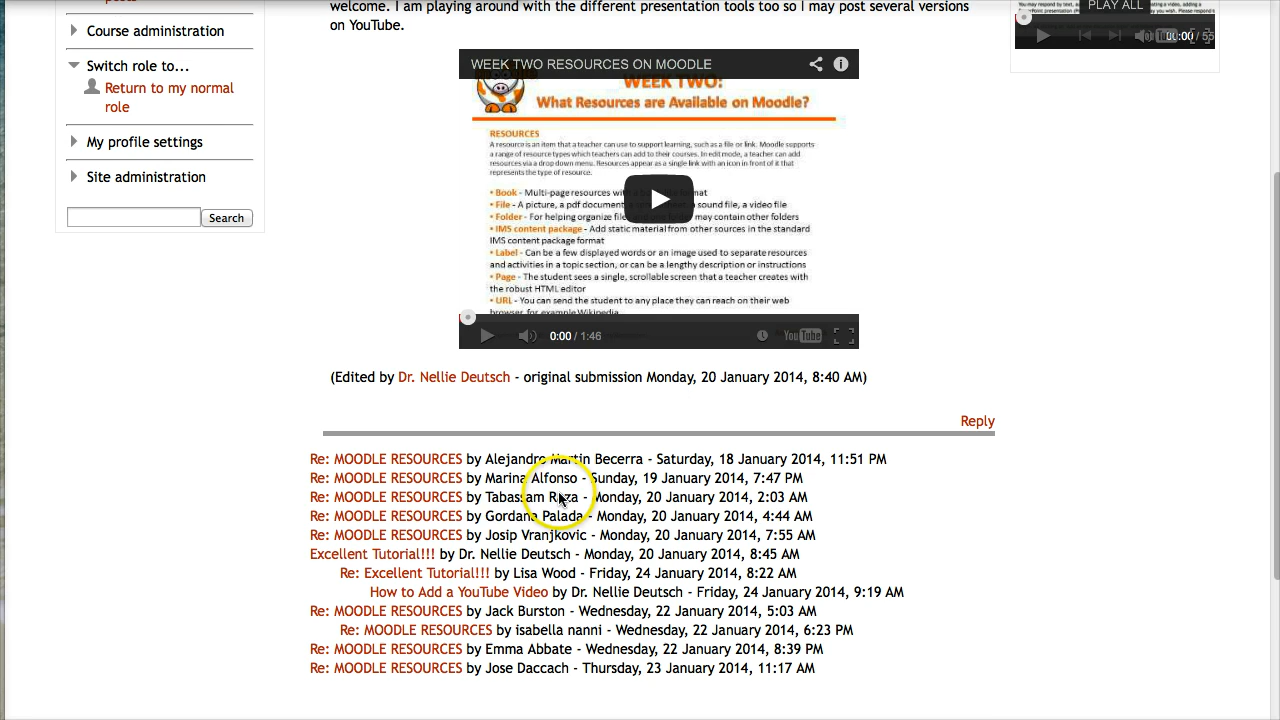 posts
Course administration
Switch role to...
Return to my normal
role
My profile settings
Site administration
Search
welcome. I am playing around with the different presentation tools too so I may post several versions
on YouTube.
WEEK TWO RESOURCES ON MOODLE
WEEK TWO:
What Resources are Available on Moodle?
RESOURCES
A resource is an item that a teacher can use to support learning, such as a file or link. Moodle supports
a range of resource types which teachers can add to their courses. In edit mode, a teacher can add
resources via a drop down menu. Resources appear as a single link with an icon in front of it that
represents the type of resource.
• Book - Multi-page resources with a format
• File - A picture, a pdf document, a sound file, a video file
• Folder - For helping organize files and one folder may contain other folders
• IMS content package - Add static material from other sources in the standard
IMS content package format
• Label - Can be a few displayed words or an image used to separate resources
and activities in a topic section, or can be a lengthy description or instructions
• Page - The student sees a single, scrollable screen that a teacher creates with
the robust HTML editor
• URL - You can send the student to any place they can reach on their web
browser, for example Wikipedia
0:00 / 1:46
YouTube
(Edited by Dr. Nellie Deutsch - original submission Monday, 20 January 2014, 8:40 AM)
Reply
Re: MOODLE RESOURCES by Alejandro Martin Becerra - Saturday, 18 January 2014, 11:51 PM
Re: MOODLE RESOURCES by Marina Alfonso - Sunday, 19 January 2014, 7:47 PM
Re: MOODLE RESOURCES by Tabassam Raza - Monday, 20 January 2014, 2:03 AM
Re: MOODLE RESOURCES by Gordana Palada - Monday, 20 January 2014, 4:44 AM
Re: MOODLE RESOURCES by Josip Vranjkovic - Monday, 20 January 2014, 7:55 AM
Excellent Tutorial!!! by Dr. Nellie Deutsch - Monday, 20 January 2014, 8:45 AM
Re: Excellent Tutorial!!! by Lisa Wood - Friday, 24 January 2014, 8:22 AM
How to Add a YouTube Video by Dr. Nellie Deutsch - Friday, 24 January 2014, 9:19 AM
Re: MOODLE RESOURCES by Jack Burston - Wednesday, 22 January 2014, 5:03 AM
Re: MOODLE RESOURCES by isabella nanni - Wednesday, 22 January 2014, 6:23 PM
Re: MOODLE RESOURCES by Emma Abbate - Wednesday, 22 January 2014, 8:39 PM
Re: MOODLE RESOURCES by Jose Daccach - Thursday, 23 January 2014, 11:17 AM
PLAY ALL
00:00 / 55